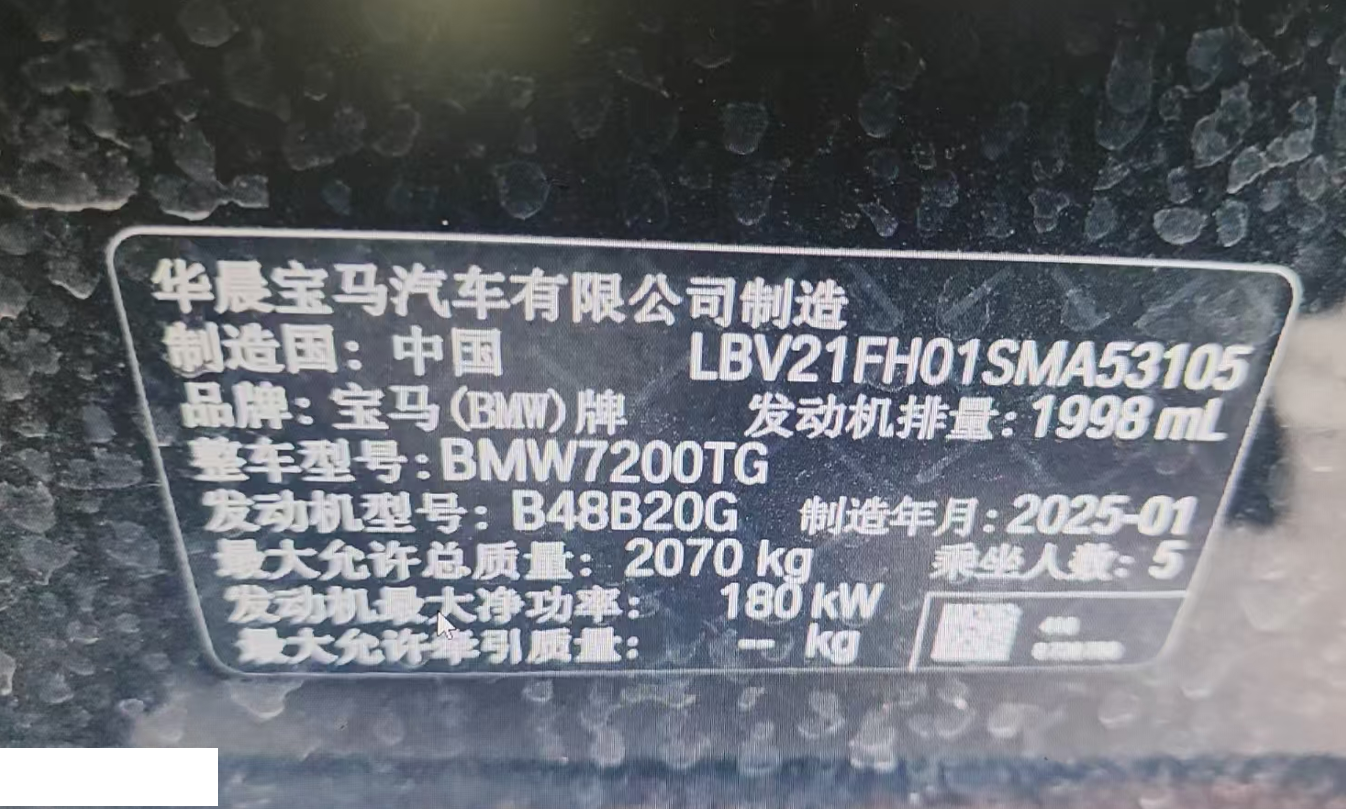 华晨宝马汽车有限公司制造
制造国：中国 LBV21FH01SMA53105
品牌：宝马(BMW)牌 发动机排量：1998 mL
整车型号：BMW7200TG
发动机型号：B48B20G 制造年月：2025-01
最大允许总质量：2070 kg 乘坐人数：5
发动机最大净功率：180 kW
最大允许牵引质量：-- kg